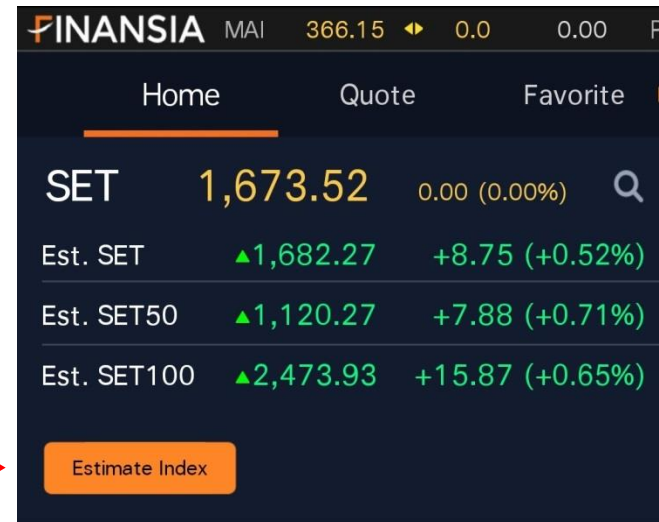 FINANSIA MAI 366.15 0.0 0.00
Home Quote Favorite
SET 1,673.52 0.00 (0.00%)
Est. SET ▲1,682.27 +8.75 (+0.52%)
Est. SET50 ▲1,120.27 +7.88 (+0.71%)
Est. SET100 ▲2,473.93 +15.87 (+0.65%)
Estimate Index